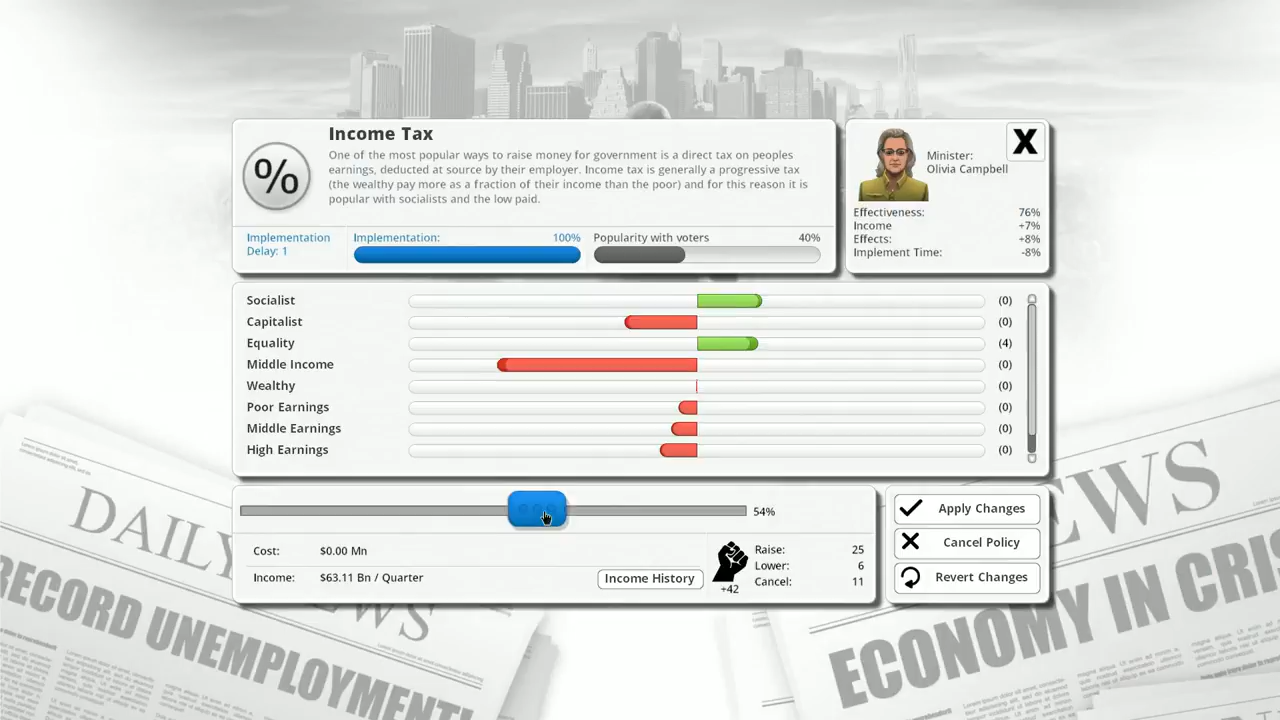 Income Tax
One of the most popular ways to raise money for government is a direct tax on peoples
earnings, deducted at source by their employer. Income tax is generally a progressive tax
(the wealthy pay more as a fraction of their income than the poor) and for this reason it is
popular with socialists and the low paid.
%
Implementation
Delay: 1
Implementation: 100%
Popularity with voters 40%
X
Minister:
Olivia Campbell
Effectiveness: 76%
Income +7%
Effects: +8%
Implement Time: -8%
Socialist (0)
Capitalist (0)
Equality (4)
Middle Income (0)
Wealthy (0)
Poor Earnings (0)
Middle Earnings (0)
High Earnings (0)
54%
Cost: $0.00 Mn
Income: $63.11 Bn / Quarter
Income History
+42
Raise: 25
Lower: 6
Cancel: 11
Apply Changes
Cancel Policy
Revert Changes
DAILY NEWS
RECORD UNEMPLOYMENT!
EWS
ECONOMY IN CRIS